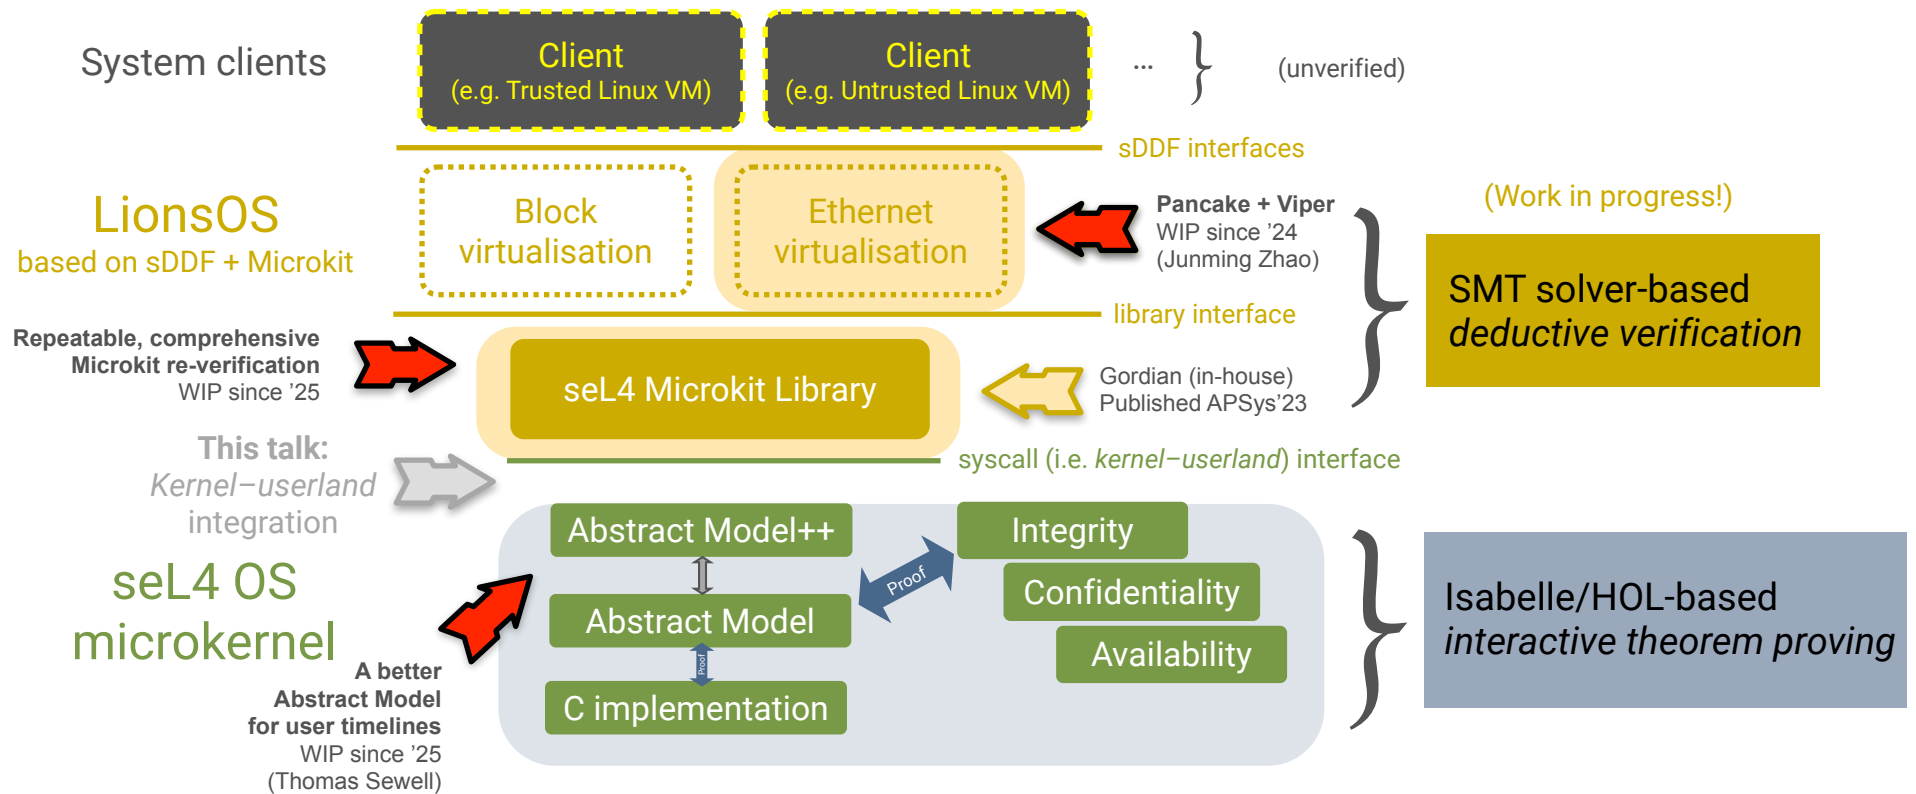 System clients
Client
(e.g. Trusted Linux VM)
Client
(e.g. Untrusted Linux VM)
...
(unverified)
sDDF interfaces
LionsOS
based on sDDF + Microkit
Block
virtualisation
Ethernet
virtualisation
Pancake + Viper
WIP since ’24
(Junming Zhao)
(Work in progress!)
SMT solver-based
deductive verification
library interface
Repeatable, comprehensive
Microkit re-verification
WIP since ’25
seL4 Microkit Library
Gordian (in-house)
Published APSys’23
This talk:
Kernel–userland
integration
syscall (i.e. kernel–userland) interface
seL4 OS
microkernel
A better
Abstract Model
for user timelines
WIP since ’25
(Thomas Sewell)
Abstract Model++
Abstract Model
Proof
C implementation
Proof
Integrity
Confidentiality
Availability
Isabelle/HOL-based
interactive theorem proving